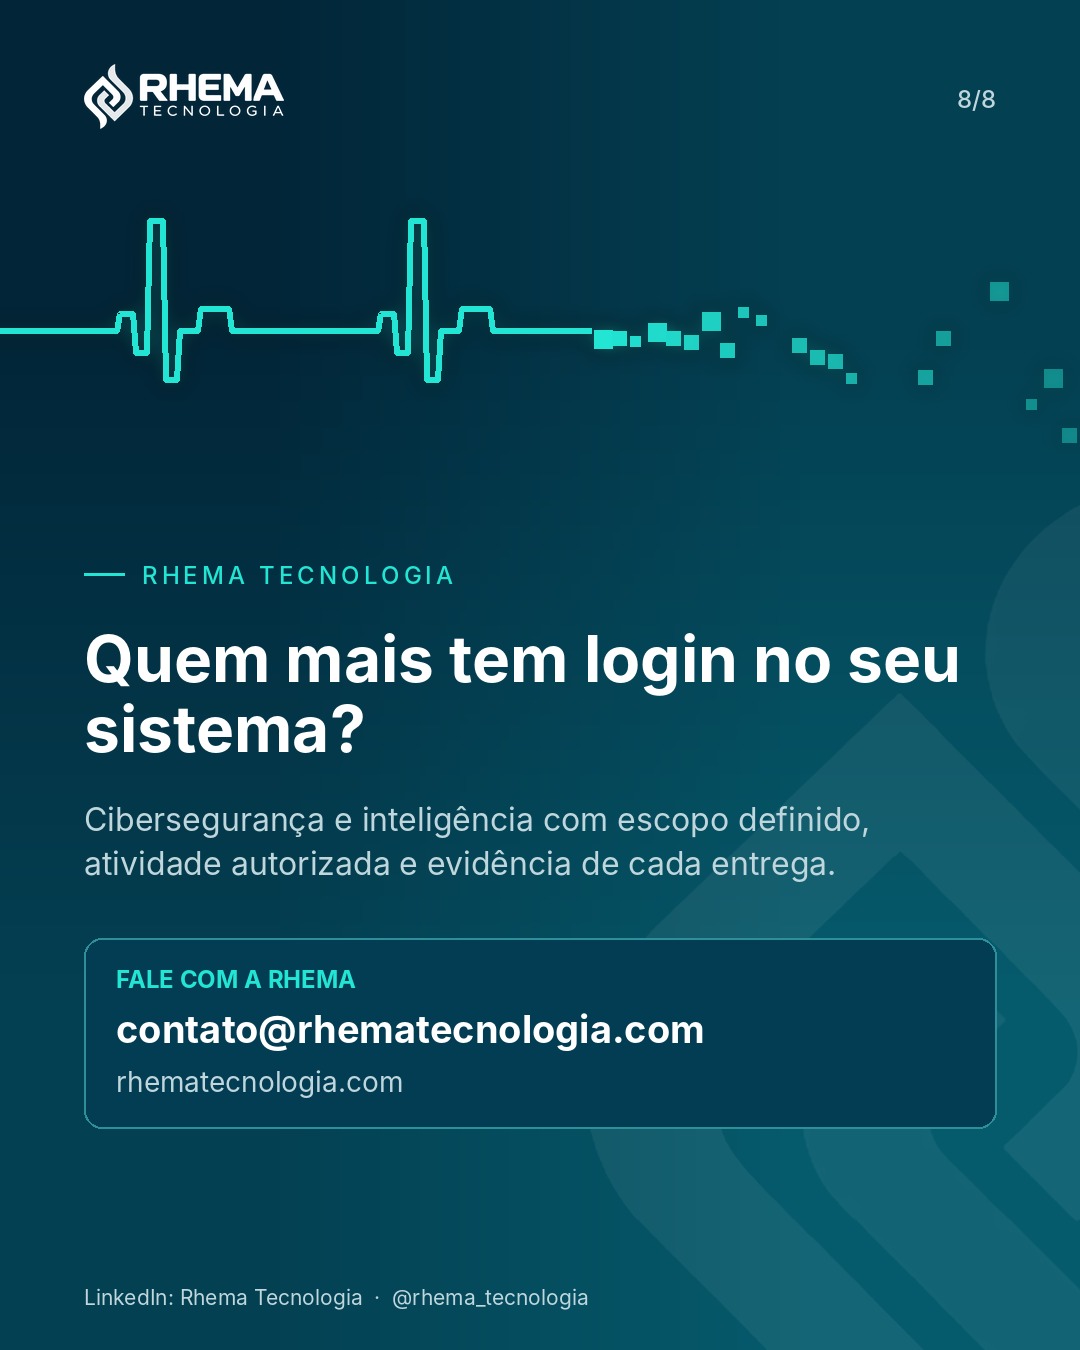 RHEMA
TECNOLOGIA
8/8
RHEMA TECNOLOGIA
Quem mais tem login no seu
sistema?
Cibersegurança e inteligência com escopo definido,
atividade autorizada e evidência de cada entrega.
FALE COM A RHEMA
contato@rhematecnologia.com
rhematecnologia.com
LinkedIn: Rhema Tecnologia · @rhema_tecnologia